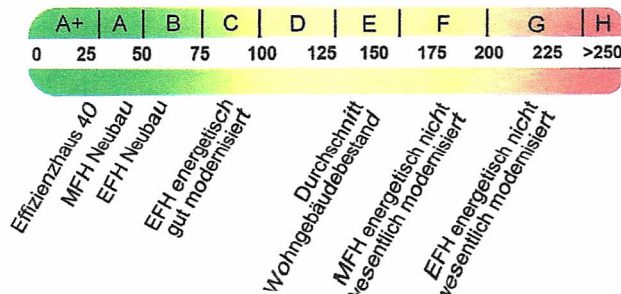 A+ A B C D E F G H
0 25 50 75 100 125 150 175 200 225 >250
Effizienzhaus 40
MFH Neubau
EFH Neubau
EFH energetisch
gut modernisiert
Durchschnitt
Wohngebäudebestand
MFH energetisch nicht
wesentlich modernisiert
EFH energetisch nicht
wesentlich modernisiert